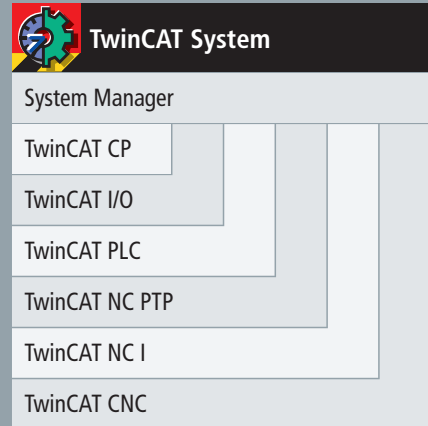 TwinCAT System
System Manager
TwinCAT CP
TwinCAT I/O
TwinCAT PLC
TwinCAT NC PTP
TwinCAT NC I
TwinCAT CNC